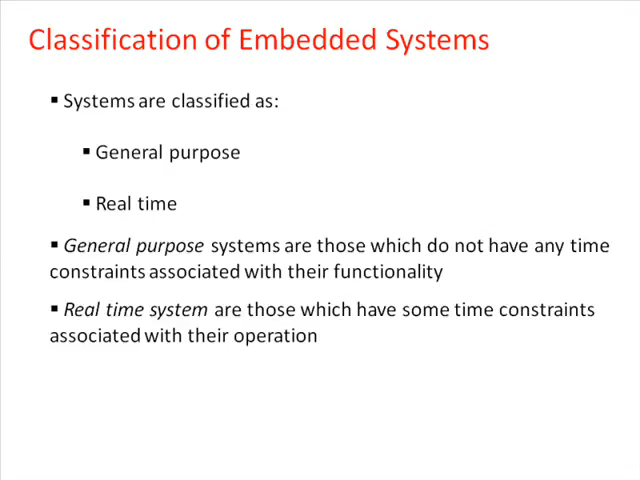 Classification of Embedded Systems
▪ Systems are classified as:
▪ General purpose
▪ Real time
▪ General purpose systems are those which do not have any time
constraints associated with their functionality
▪ Real time system are those which have some time constraints
associated with their operation